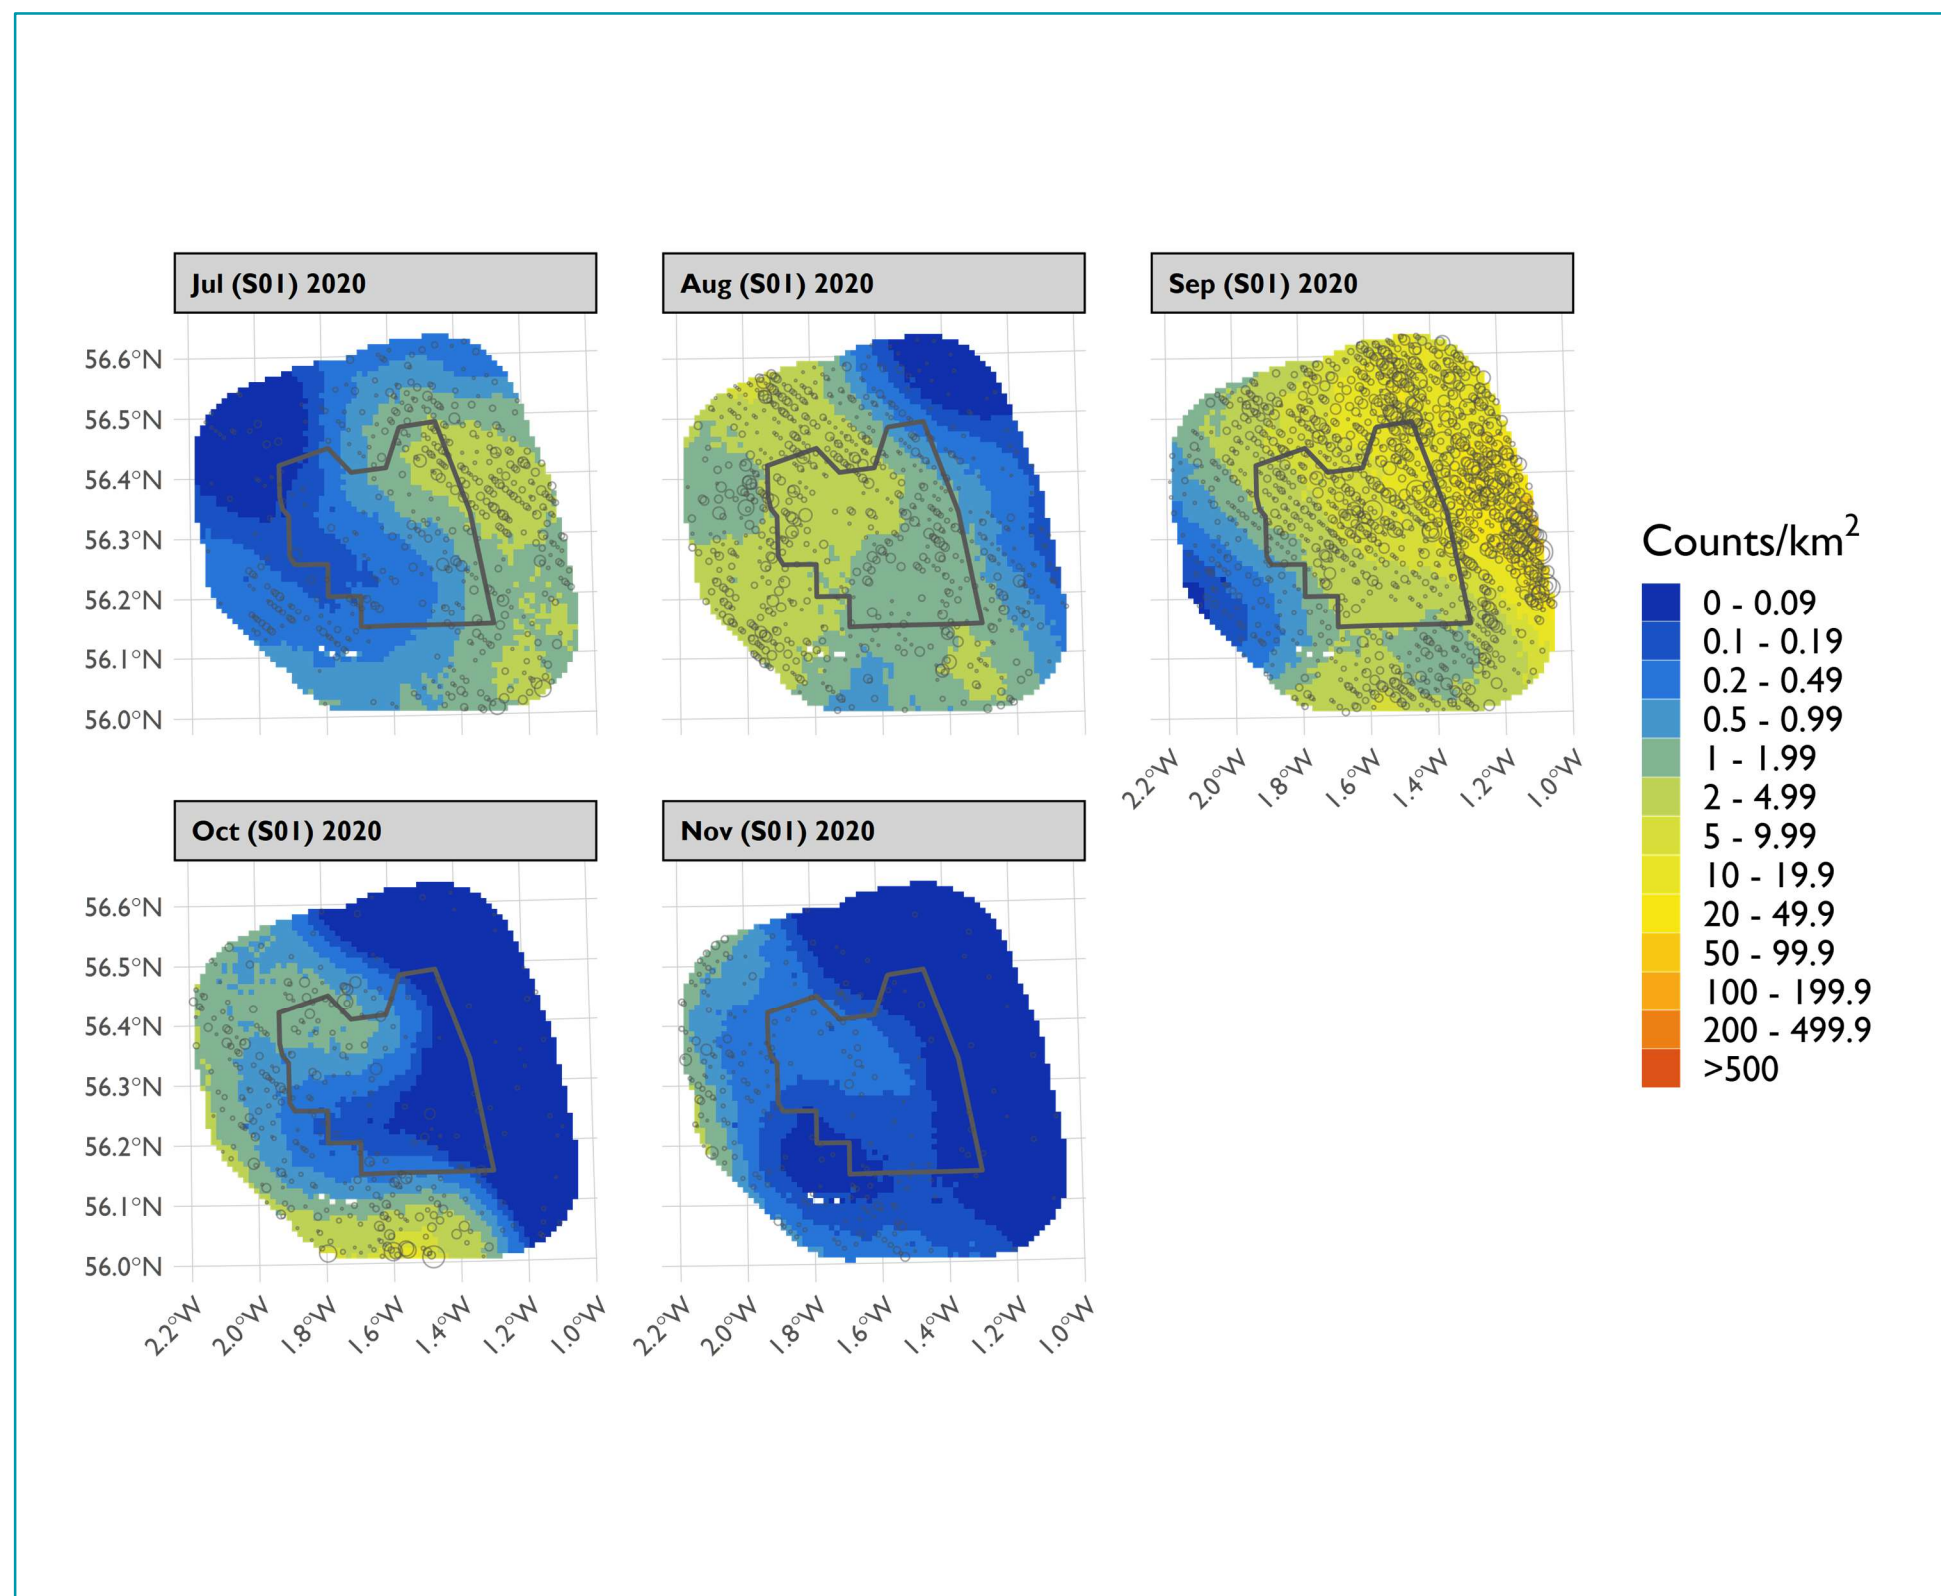 Jul (S01) 2020
Aug (S01) 2020
Sep (S01) 2020
56.6°N
56.5°N
56.4°N
56.3°N
56.2°N
56.1°N
56.0°N
2.2°W 2.0°W 1.8°W 1.6°W 1.4°W 1.2°W 1.0°W
Oct (S01) 2020
Nov (S01) 2020
56.6°N
56.5°N
56.4°N
56.3°N
56.2°N
56.1°N
56.0°N
2.2°W 2.0°W 1.8°W 1.6°W 1.4°W 1.2°W 1.0°W
2.2°W 2.0°W 1.8°W 1.6°W 1.4°W 1.2°W 1.0°W
Counts/km²
0 - 0.09
0.1 - 0.19
0.2 - 0.49
0.5 - 0.99
1 - 1.99
2 - 4.99
5 - 9.99
10 - 19.9
20 - 49.9
50 - 99.9
100 - 199.9
200 - 499.9
>500